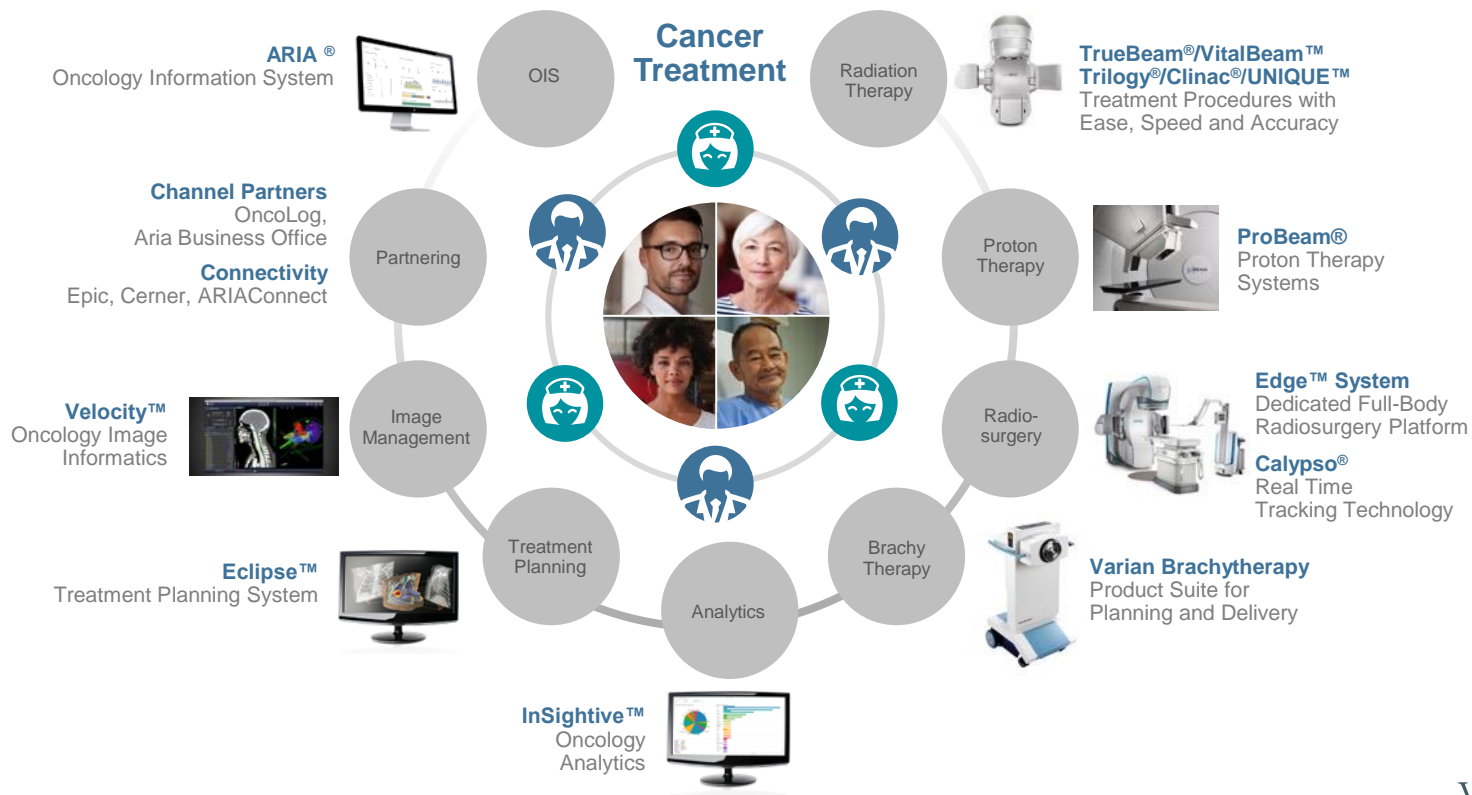 Cancer
Treatment
ARIA ®
Oncology Information System
OIS
Radiation
Therapy
TrueBeam®/VitalBeam™
Trilogy®/Clinac®/UNIQUE™
Treatment Procedures with
Ease, Speed and Accuracy
Channel Partners
OncoLog,
Aria Business Office
Connectivity
Epic, Cerner, ARIAConnect
Partnering
Proton
Therapy
ProBeam®
Proton Therapy
Systems
Velocity™
Oncology Image
Informatics
Image
Management
Radio-
surgery
Edge™ System
Dedicated Full-Body
Radiosurgery Platform
Calypso®
Real Time
Tracking Technology
Eclipse™
Treatment Planning System
Treatment
Planning
Analytics
Brachy
Therapy
Varian Brachytherapy
Product Suite for
Planning and Delivery
InSightive™
Oncology
Analytics